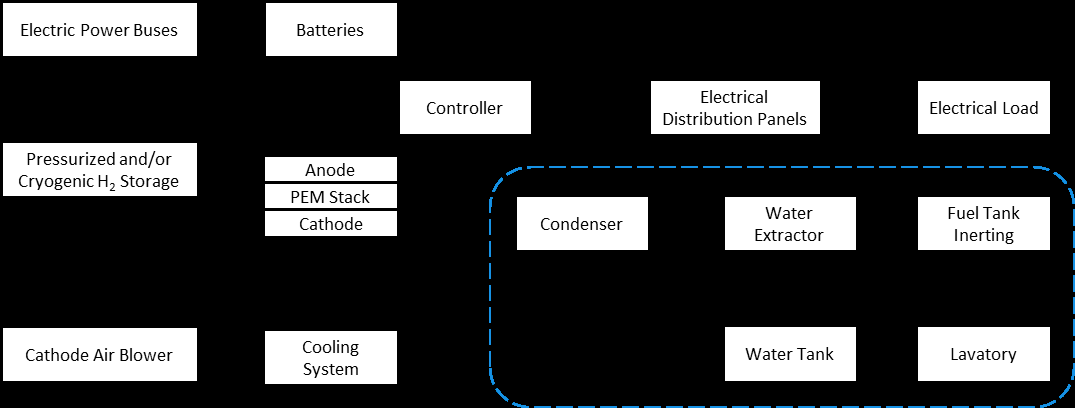 Electric Power Buses
Batteries
Controller
Electrical
Distribution Panels
Electrical Load
Pressurized and/or
Cryogenic H₂ Storage
Anode
PEM Stack
Cathode
Condenser
Water
Extractor
Fuel Tank
Inerting
Cathode Air Blower
Cooling
System
Water Tank
Lavatory